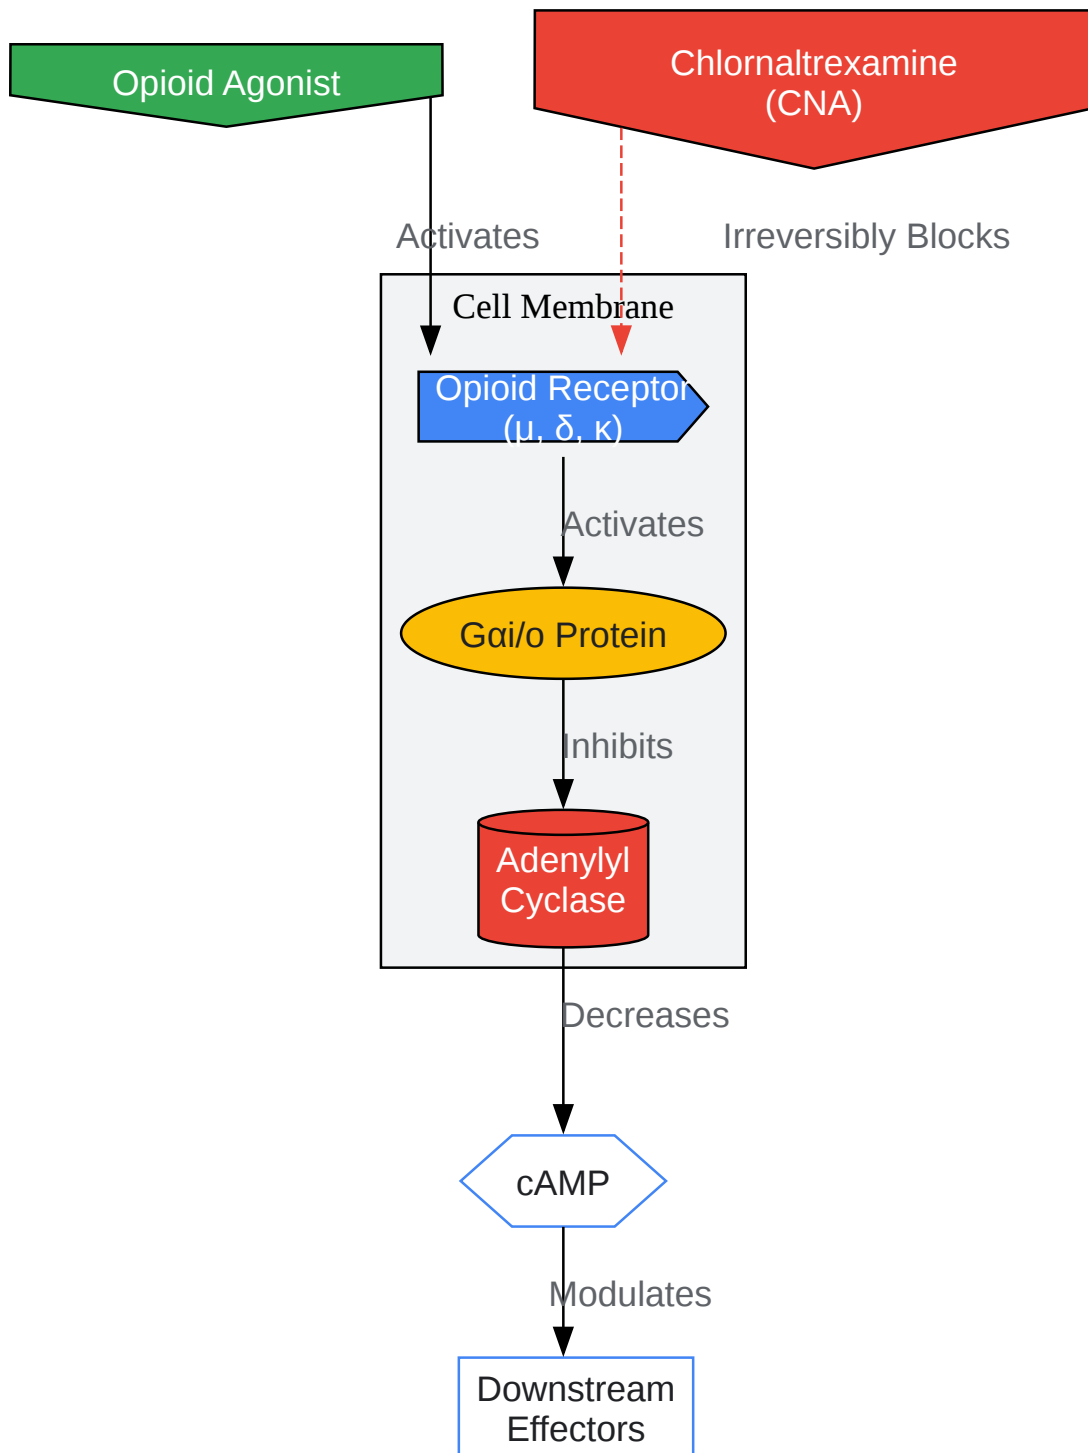 Opioid Agonist
Chlornaltrexamine
(CNA)
Activates
Irreversibly Blocks
Cell Membrane
Opioid Receptor
(μ, δ, κ)
Activates
Gαi/o Protein
Inhibits
Adenylyl
Cyclase
Decreases
cAMP
Modulates
Downstream
Effectors